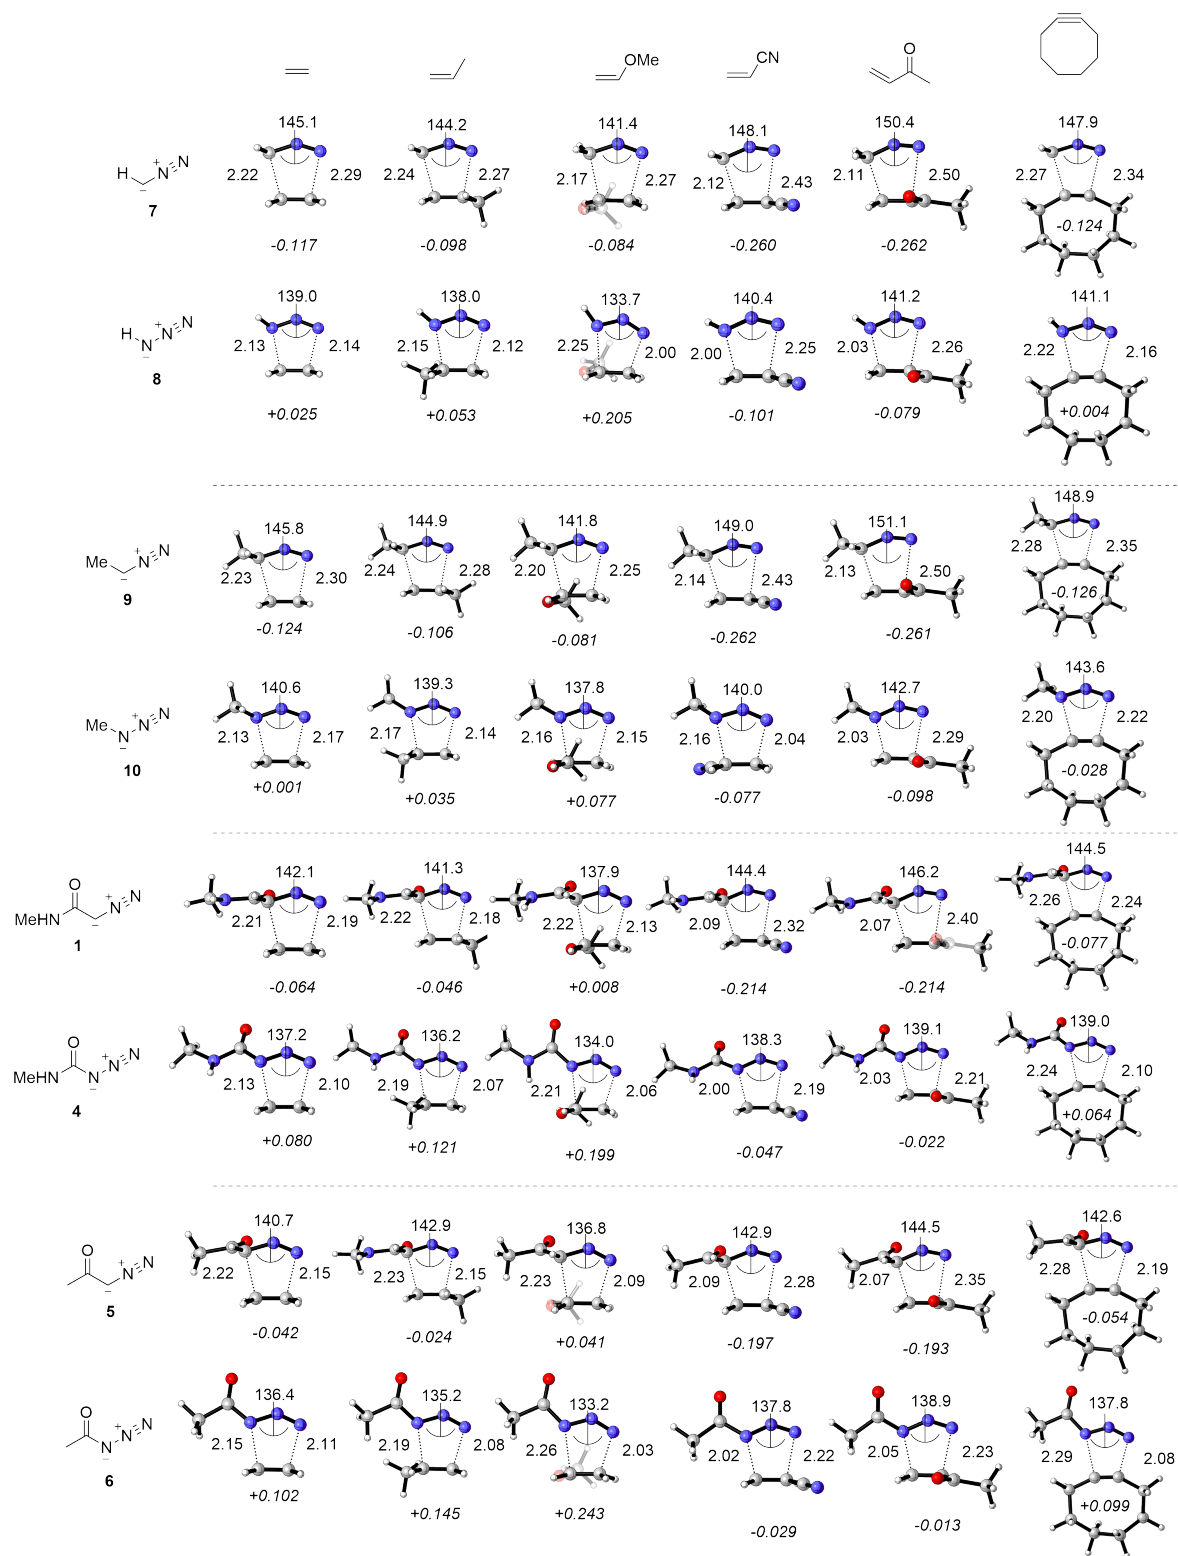 OMe
CN
O
145.1 144.2 141.4 148.1 150.4 147.9
H + N N −
2.22 2.29 2.24 2.27 2.17 2.27 2.12 2.43 2.11 2.50 2.27 2.34
7
-0.117 -0.098 -0.084 -0.260 -0.262 -0.124
139.0 138.0 133.7 140.4 141.2 141.1
H N + N N −
2.13 2.14 2.15 2.12 2.25 2.00 2.00 2.25 2.03 2.26 2.22 2.16
8
+0.025 +0.053 +0.205 -0.101 -0.079 +0.004
145.8 144.9 141.8 149.0 151.1 148.9
Me + N N −
2.23 2.30 2.24 2.28 2.20 2.25 2.14 2.43 2.13 2.50 2.28 2.35
9
-0.124 -0.106 -0.081 -0.262 -0.261 -0.126
140.6 139.3 137.8 140.0 142.7 143.6
Me N + N N −
2.13 2.17 2.17 2.14 2.16 2.15 2.16 2.04 2.03 2.29 2.20 2.22
10
+0.001 +0.035 +0.077 -0.077 -0.098 -0.028
142.1 141.3 137.9 144.4 146.2 144.5
O MeHN + N N −
2.21 2.19 2.22 2.18 2.22 2.13 2.09 2.32 2.07 2.40 2.26 2.24
1
-0.064 -0.046 +0.008 -0.214 -0.214 -0.077
137.2 136.2 134.0 138.3 139.1 139.0
O MeHN N + N N −
2.13 2.10 2.19 2.07 2.21 2.06 2.00 2.19 2.03 2.21 2.24 2.10
4
+0.080 +0.121 +0.199 -0.047 -0.022 +0.064
140.7 142.9 136.8 142.9 144.5 142.6
O + N N −
2.22 2.15 2.23 2.15 2.23 2.09 2.09 2.28 2.07 2.35 2.28 2.19
5
-0.042 -0.024 +0.041 -0.197 -0.193 -0.054
136.4 135.2 133.2 137.8 138.9 137.8
O N + N N −
2.15 2.11 2.19 2.08 2.26 2.03 2.02 2.22 2.05 2.23 2.29 2.08
6
+0.102 +0.145 +0.243 -0.029 -0.013 +0.099